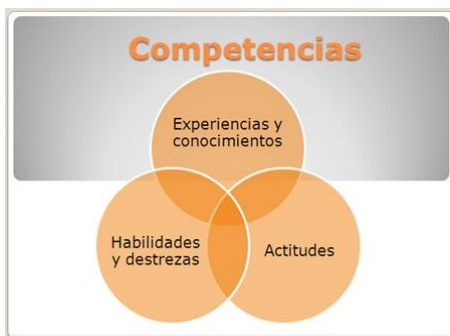 Competencias
Experiencias y
conocimientos
Habilidades
y destrezas
Actitudes